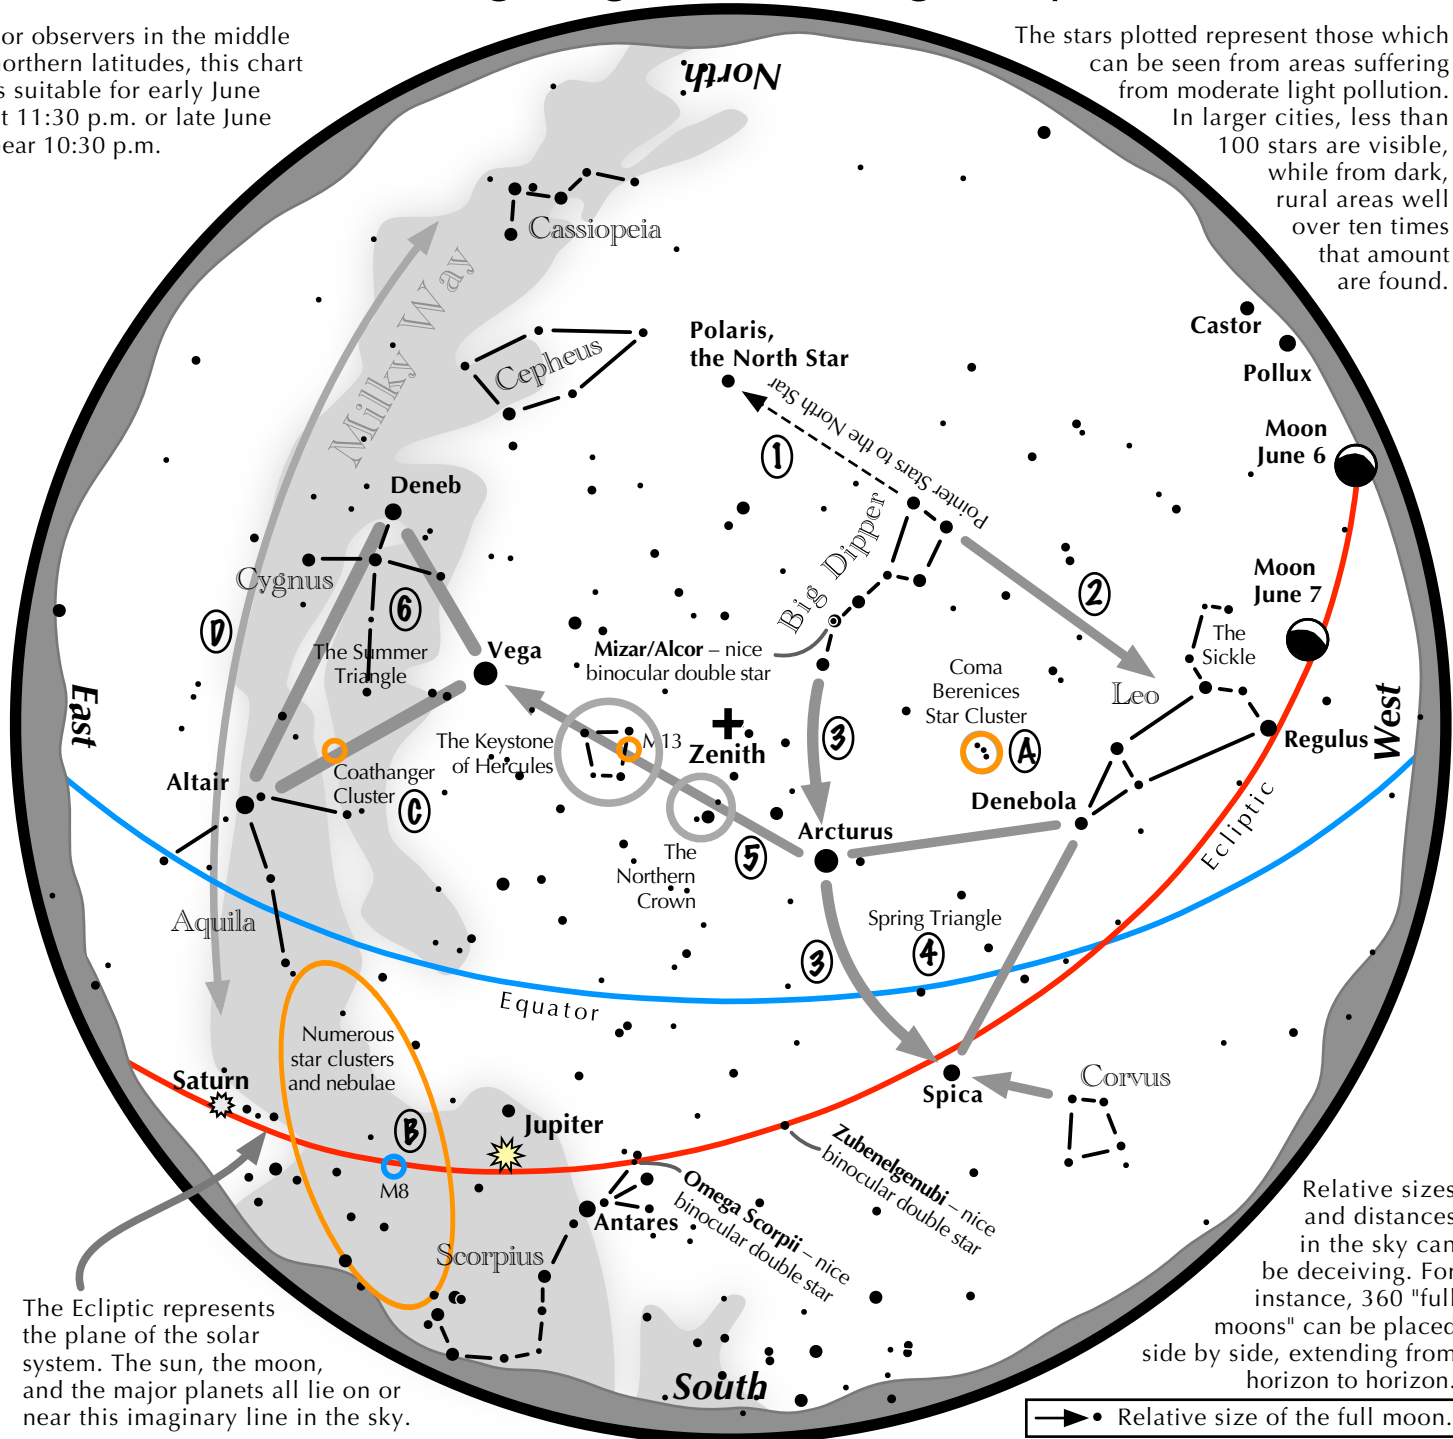 or observers in the middle
northern latitudes, this chart
s suitable for early June
t 11:30 p.m. or late June
near 10:30 p.m.
The stars plotted represent those which
can be seen from areas suffering
from moderate light pollution.
In larger cities, less than
100 stars are visible,
while from dark,
rural areas well
over ten times
that amount
are found.
North
Cassiopeia
Milky Way
Cepheus
Polaris,
the North Star
Pointer Stars to the North Star
1
Castor
Pollux
Moon
June 6
Moon
June 7
Deneb
Cygnus
6
The Summer
Triangle
D
Vega
Big Dipper
2
Mizar/Alcor – nice
binocular double star
Coma
Berenices
Star Cluster
A
The
Sickle
Leo
Regulus
East
West
3
Zenith
M13
The Keystone
of Hercules
Altair
Coathanger
Cluster
C
Denebola
Arcturus
Ecliptic
5
The
Northern
Crown
Aquila
Spring Triangle
4
3
Equator
Numerous
star clusters
and nebulae
Saturn
B
Jupiter
Spica
Corvus
M8
Zubenelgenubi – nice
binocular double star
Omega Scorpii – nice
binocular double star
Antares
Scorpius
South
The Ecliptic represents
the plane of the solar
system. The sun, the moon,
and the major planets all lie on or
near this imaginary line in the sky.
Relative sizes
and distances
in the sky can
be deceiving. For
instance, 360 "full
moons" can be placed
side by side, extending from
horizon to horizon.
Relative size of the full moon.